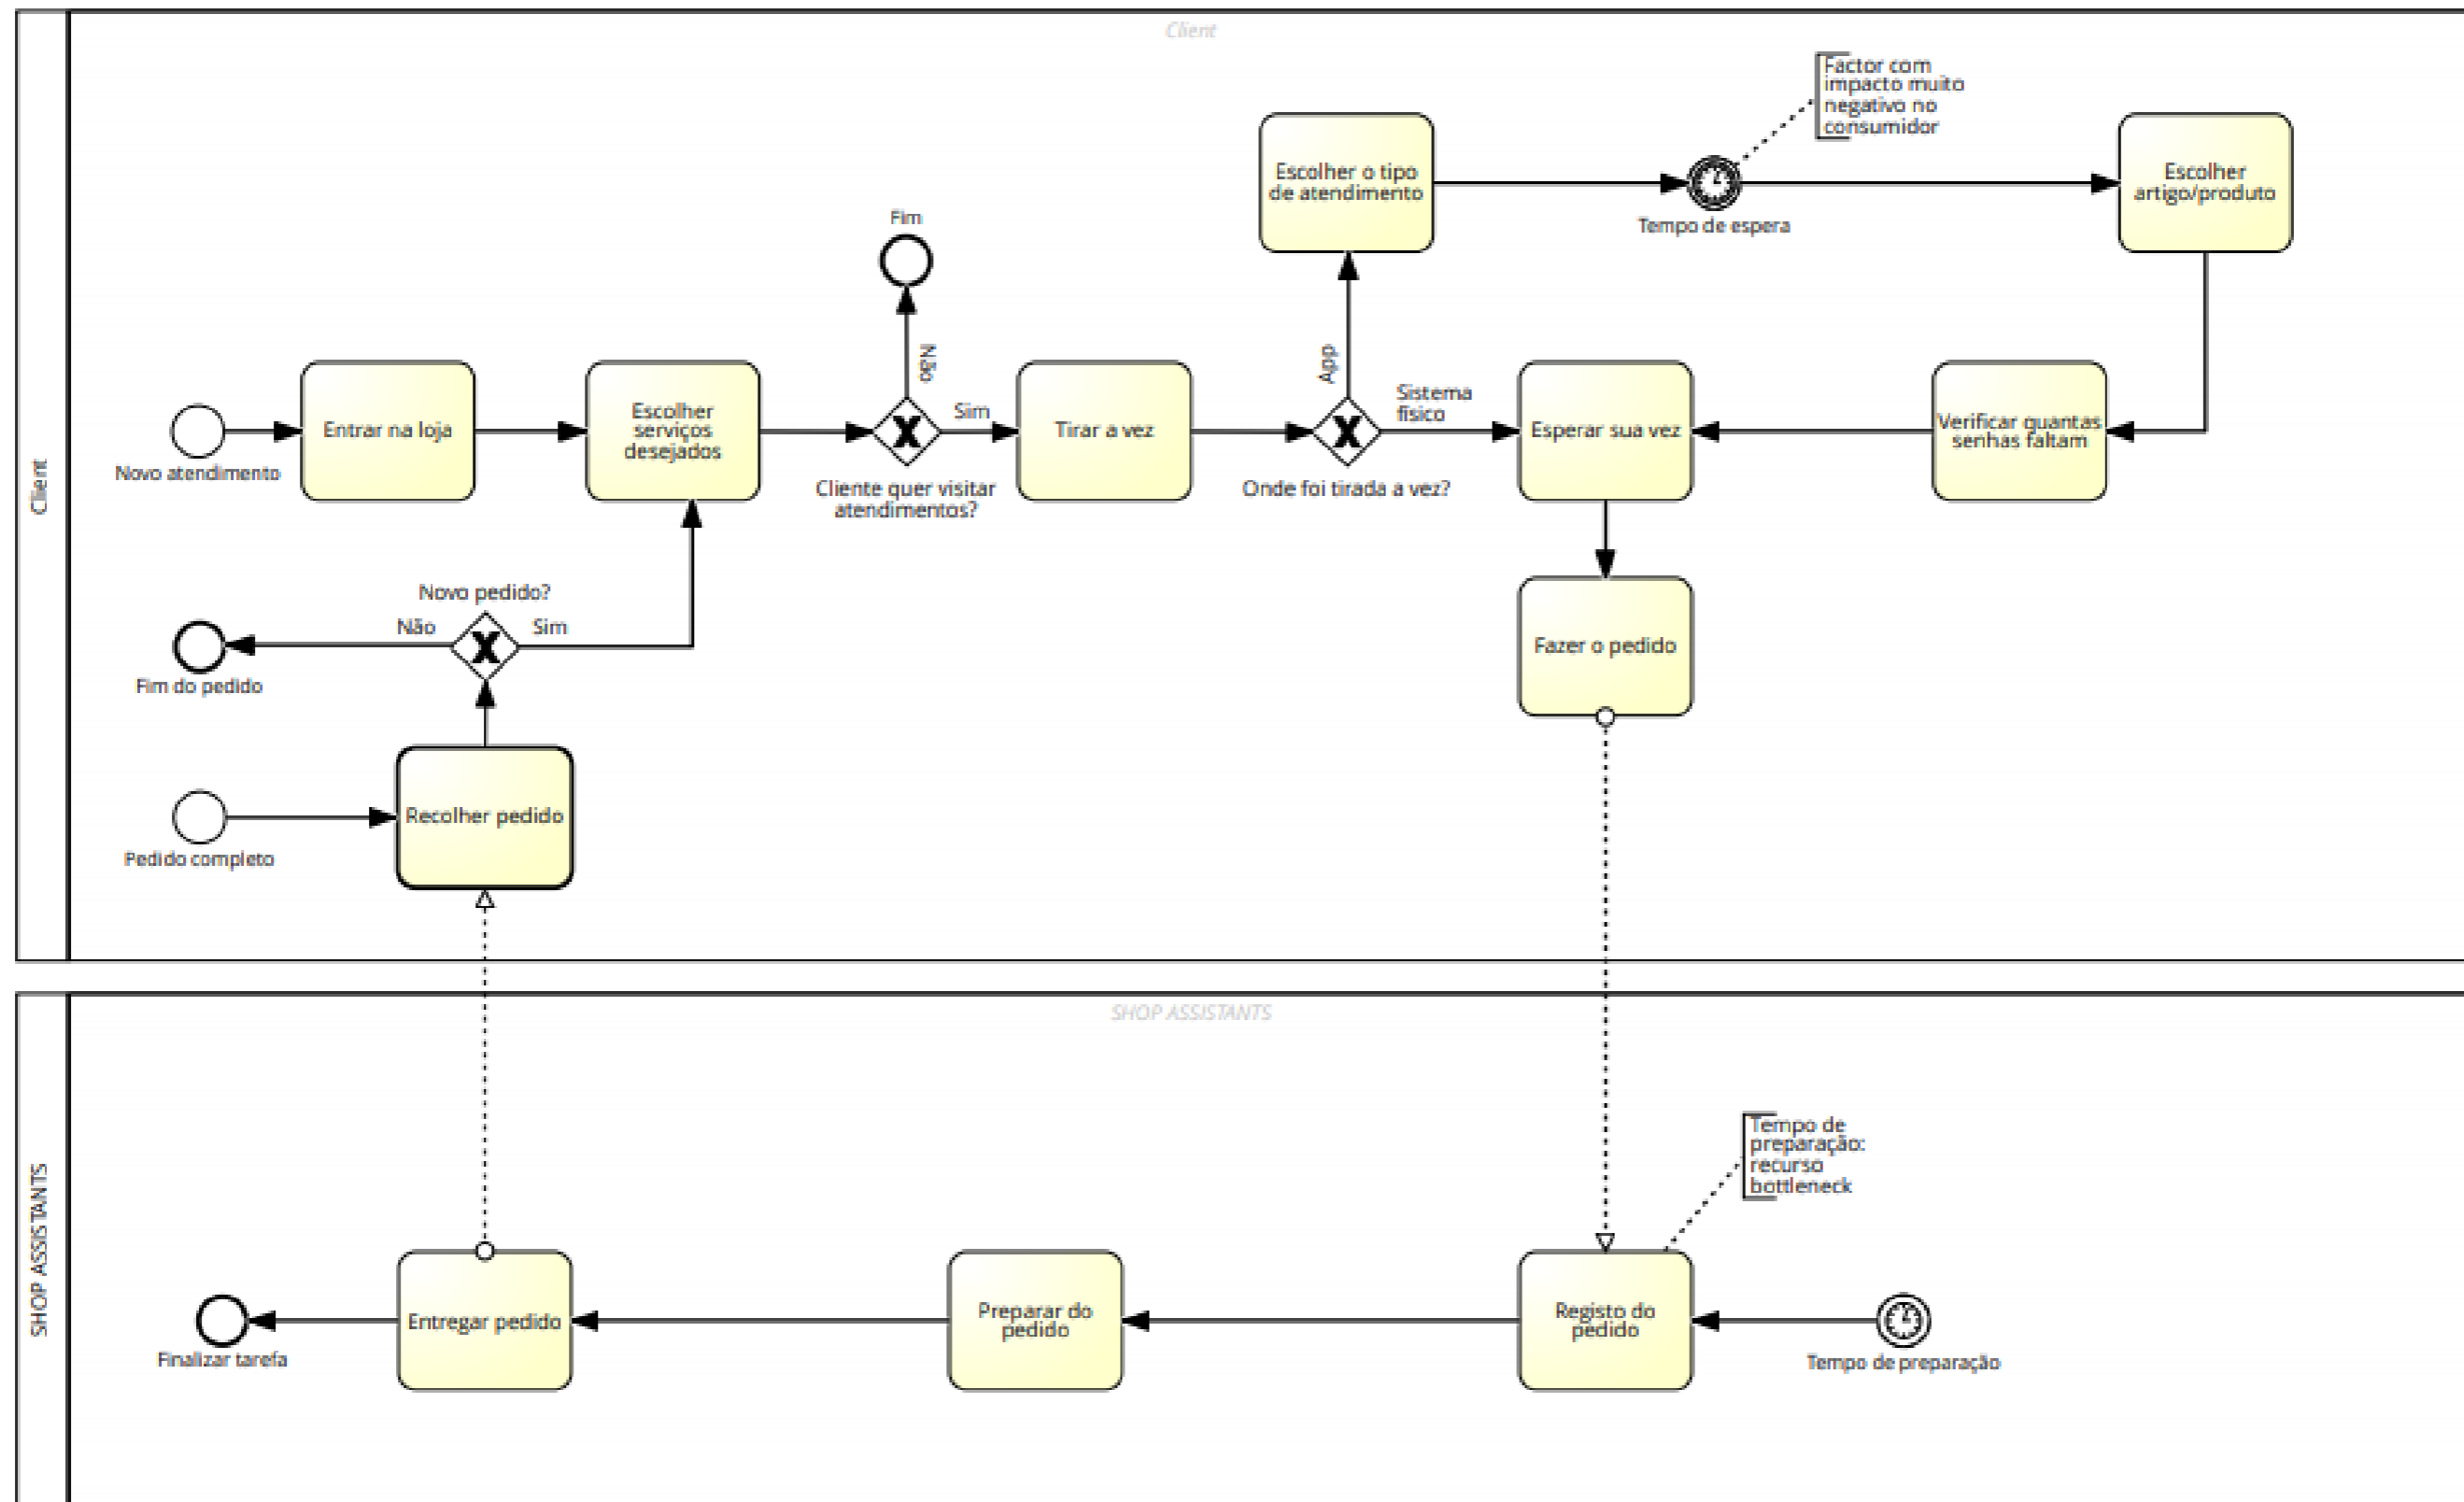 Client
Client
Factor com
impacto muito
negativo no
consumidor
Escolher o tipo
de atendimento
Tempo de espera
Escolher
artigo/produto
Fim
Não
App
Novo atendimento
Entrar na loja
Escolher
serviços
desejados
Cliente quer visitar
atendimentos?
Sim
Tirar a vez
Onde foi tirada a vez?
Sistema
físico
Esperar sua vez
Verificar quantas
senhas faltam
Novo pedido?
Não
Sim
Fim do pedido
Fazer o pedido
Pedido completo
Recolher pedido
SHOP ASSISTANTS
SHOP ASSISTANTS
Tempo de
preparação:
recurso
bottleneck
Finalizar tarefa
Entregar pedido
Preparar do
pedido
Registo do
pedido
Tempo de preparação